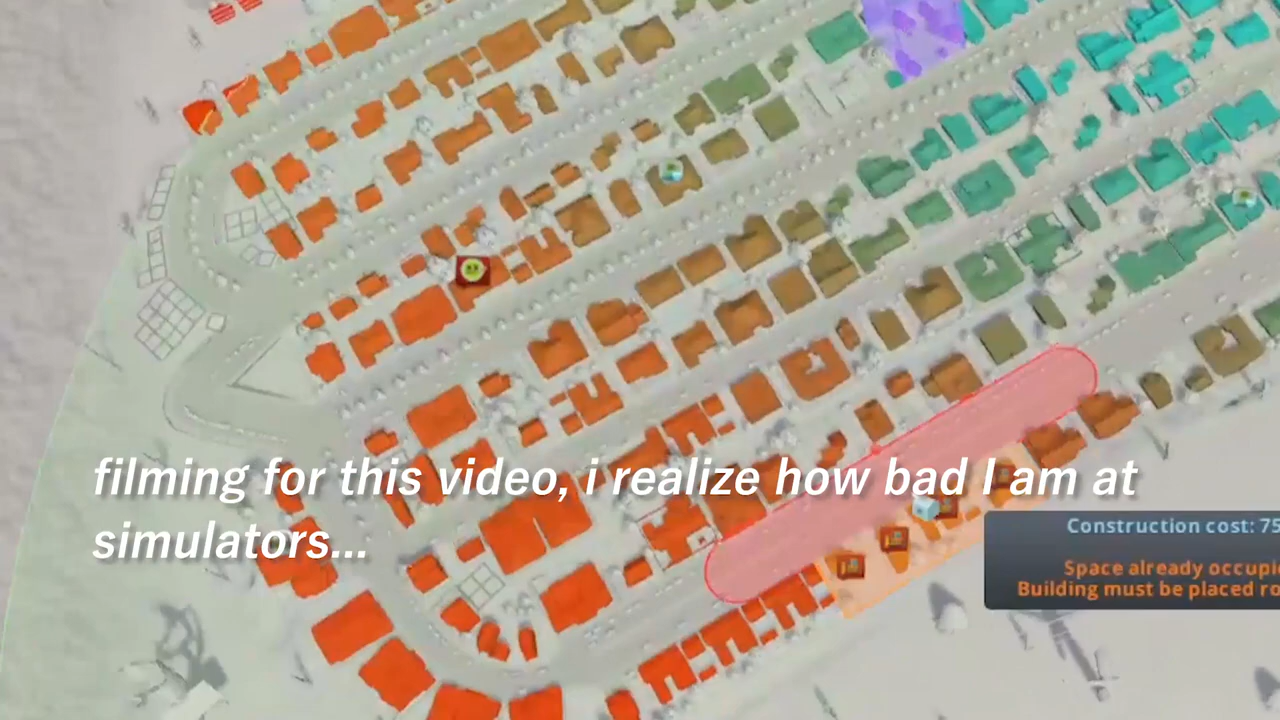 filming for this video, i realize how bad I am at
simulators...
Construction cost: 75
Space already occupi
Building must be placed ro